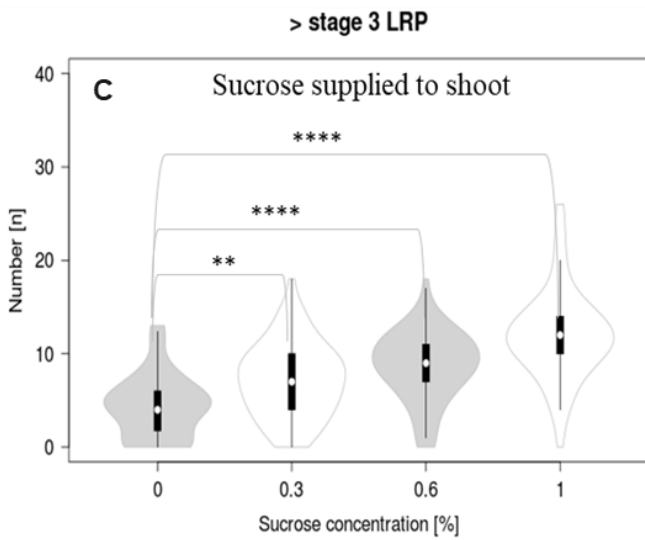 > stage 3 LRP
C Sucrose supplied to shoot
40
30
20
10
0
Number [n]
****
****
**
0 0.3 0.6 1
Sucrose concentration [%]